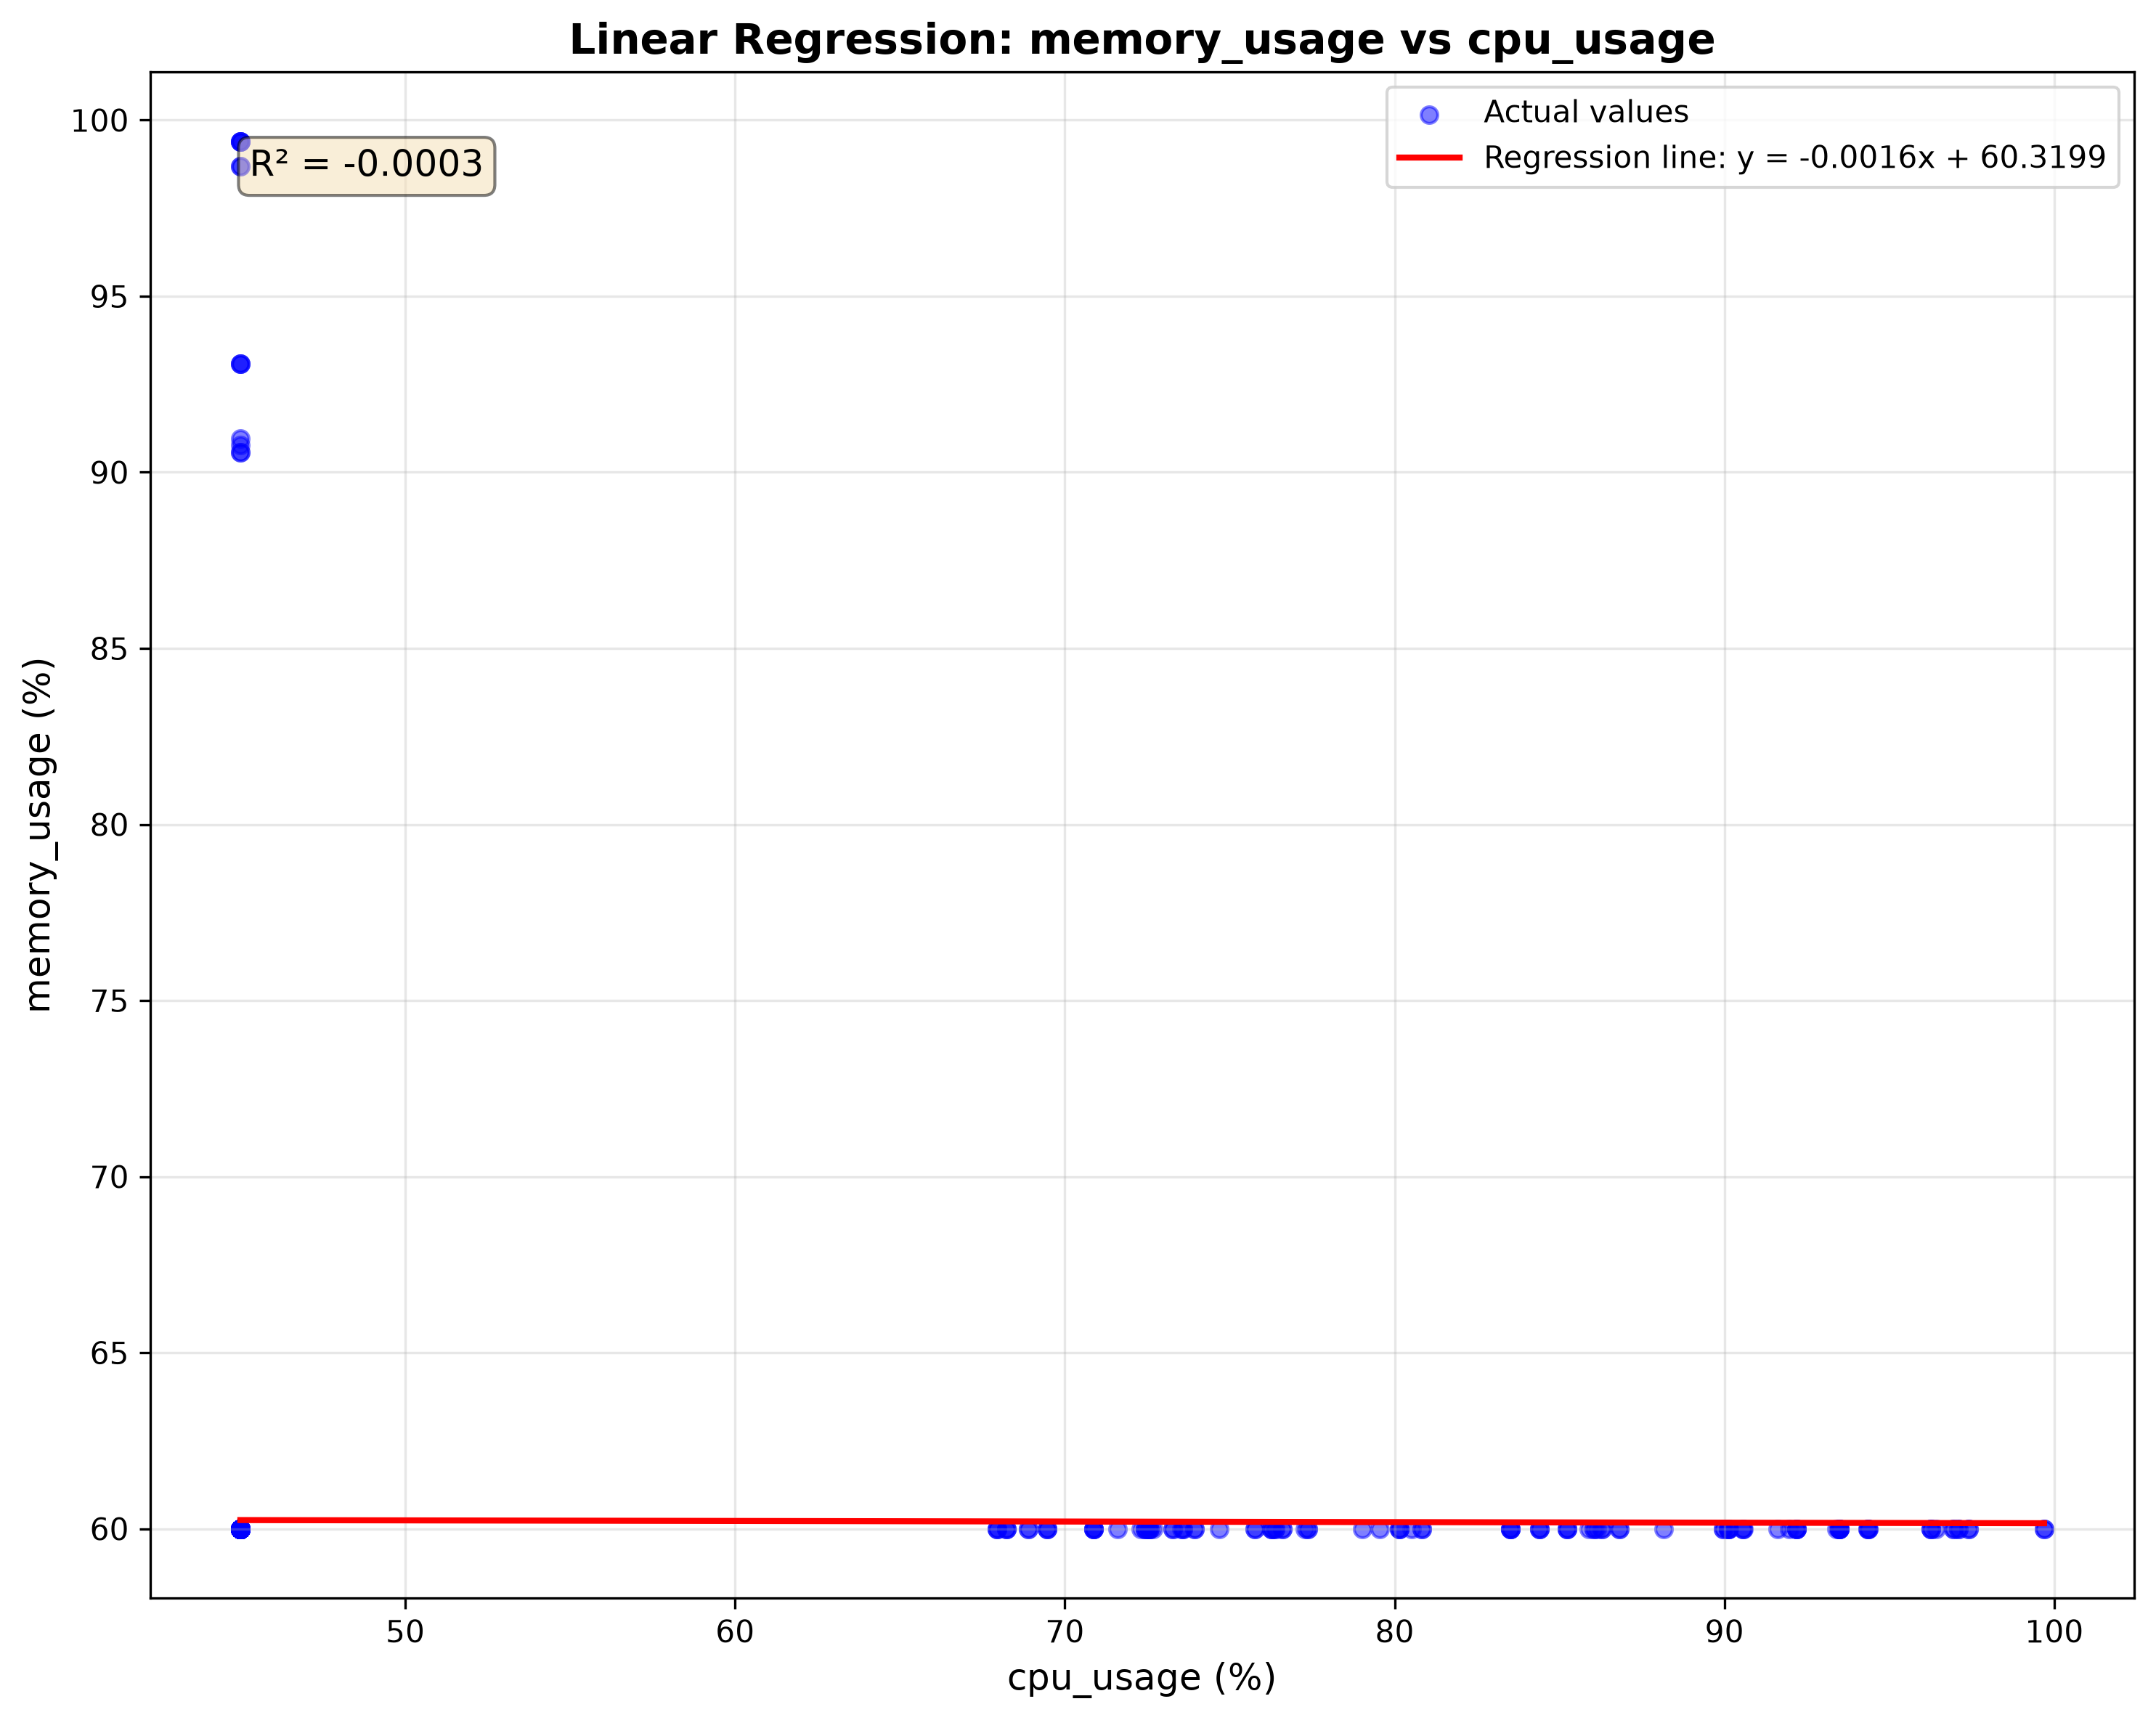 Linear Regression: memory_usage vs cpu_usage
Actual values
Regression line: y = -0.0016x + 60.3199
R² = -0.0003
100
95
90
85
80
75
70
65
60
memory_usage (%)
50
60
70
80
90
100
cpu_usage (%)